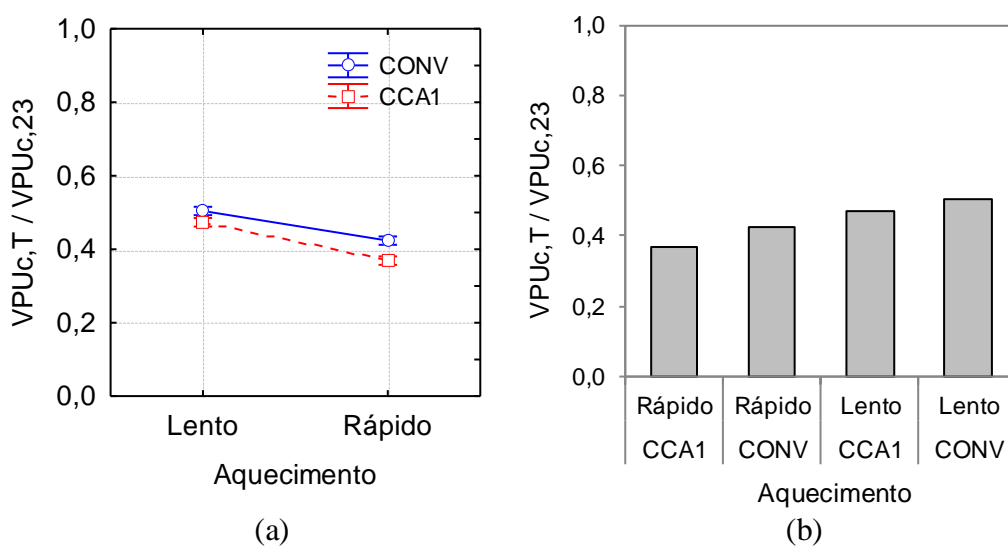 VPUc,T / VPUc,23
1,0
0,8
0,6
0,4
0,2
0,0
CONV
CCA1
Lento
Rápido
Aquecimento
(a)
VPUc,T / VPUc,23
1,0
0,8
0,6
0,4
0,2
0,0
Rápido Rápido Lento Lento
CCA1 CONV CCA1 CONV
Aquecimento
(b)